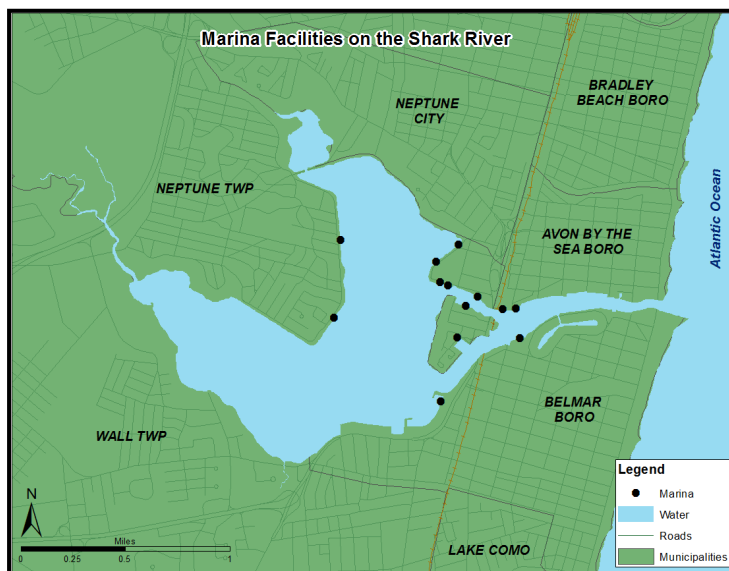 Marina Facilities on the Shark River
BRADLEY
BEACH BORO
NEPTUNE
CITY
NEPTUNE TWP
AVON BY THE
SEA BORO
Atlantic Ocean
BELMAR
BORO
WALL TWP
LAKE COMO
N
Miles
0 0.25 0.5 1
Legend
Marina
Water
Roads
Municipalities